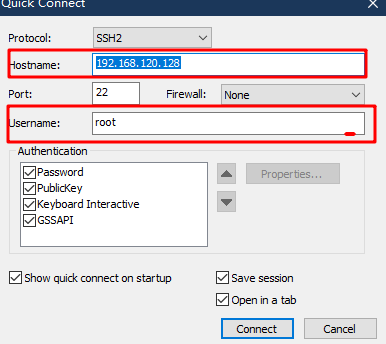 Quick Connect
Protocol: SSH2
Hostname: 192.168.120.128
Port: 22 Firewall: None
Username: root
Authentication
Password
PublicKey
Keyboard Interactive
GSSAPI
Properties...
Show quick connect on startup
Save session
Open in a tab
Connect Cancel